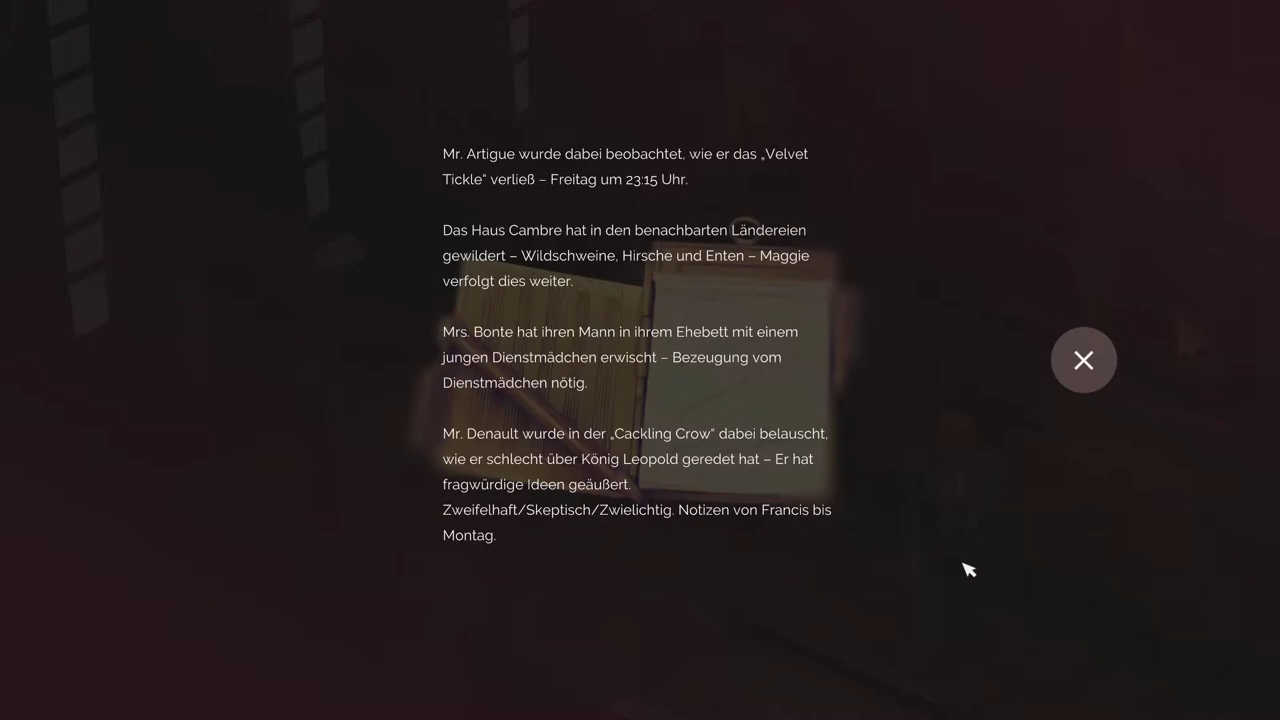 Mr. Artigue wurde dabei beobachtet, wie er das „Velvet
Tickle“ verließ – Freitag um 23:15 Uhr.
Das Haus Cambre hat in den benachbarten Ländereien
gewildert – Wildschweine, Hirsche und Enten – Maggie
verfolgt dies weiter.
Mrs. Bonte hat ihren Mann in ihrem Ehebett mit einem
jungen Dienstmädchen erwischt – Bezeugung vom
Dienstmädchen nötig.
Mr. Denault wurde in der „Cackling Crow“ dabei belauscht,
wie er schlecht über König Leopold geredet hat – Er hat
fragwürdige Ideen geäußert.
Zweifelhaft/Skeptisch/Zwielichtig. Notizen von Francis bis
Montag.